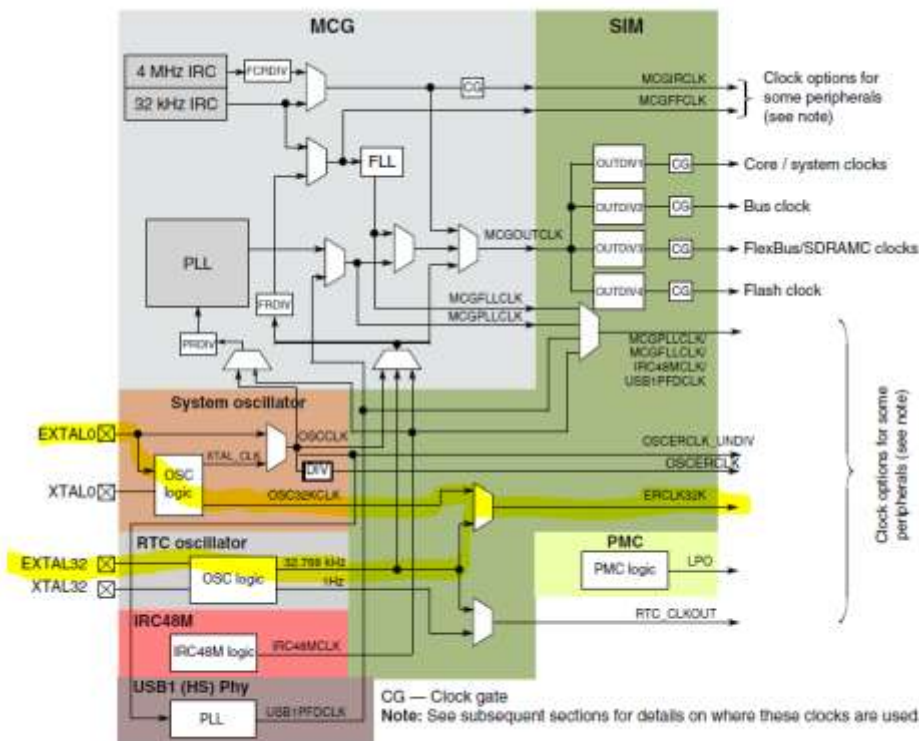 MCG
SIM
4 MHz IRC
32 kHz IRC
FCRDIV
CG
MCGIRCLK
MCGFFCLK
Clock options for
some peripherals
(see note)
FLL
OUTDIV1
CG
Core / system clocks
OUTDIV2
CG
Bus clock
MCGOUTCLK
OUTDIV3
CG
FlexBus/SDRAMC clocks
OUTDIV4
CG
Flash clock
PLL
FRDIV
PRDIV
MCGFLLCLK
MCGPLLCLK
MCGPLLCLK/
MCGFLLCLK/
IRC48MCLK/
USB1PFDCLK
System oscillator
EXTAL0
OSCCLK
XTAL_CLK
OSCERCLK_UNDIV
DIV
OSCERCLK
XTAL0
OSC
logic
OSC32KCLK
ERCLK32K
Clock options for some
peripherals (see note)
RTC oscillator
EXTAL32
XTAL32
OSC logic
32.768 kHz
1Hz
PMC
PMC logic
LPO
RTC_CLKOUT
IRC48M
IRC48M logic
IRC48MCLK
USB1 (HS) Phy
PLL
USB1PFDCLK
CG — Clock gate
Note: See subsequent sections for details on where these clocks are used